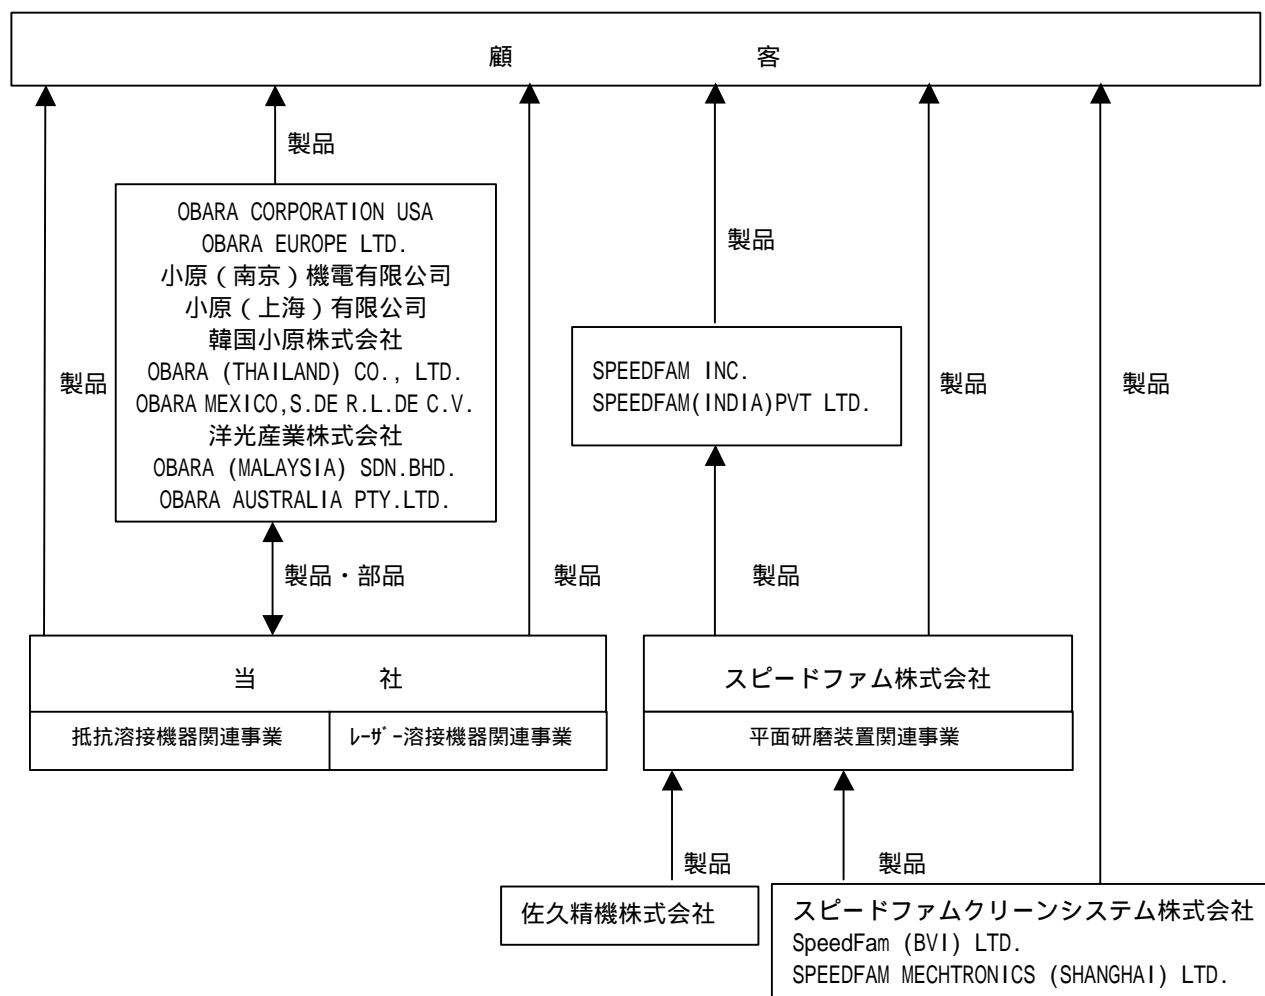 顧 客
製品
OBARA CORPORATION USA
OBARA EUROPE LTD.
小原（南京）機電有限公司
小原（上海）有限公司
韓国小原株式会社
OBARA (THAILAND) CO., LTD.
OBARA MEXICO,S.DE R.L.DE C.V.
洋光産業株式会社
OBARA (MALAYSIA) SDN.BHD.
OBARA AUSTRALIA PTY.LTD.
製品
製品
SPEEDFAM INC.
SPEEDFAM(INDIA)PVT LTD.
製品
製品
製品・部品
製品
製品
当 社
抵抗溶接機器関連事業
ﾚｰｻﾞｰ溶接機器関連事業
スピードファム株式会社
平面研磨装置関連事業
製品
製品
佐久精機株式会社
スピードファムクリーンシステム株式会社
SpeedFam (BVI) LTD.
SPEEDFAM MECHTRONICS (SHANGHAI) LTD.